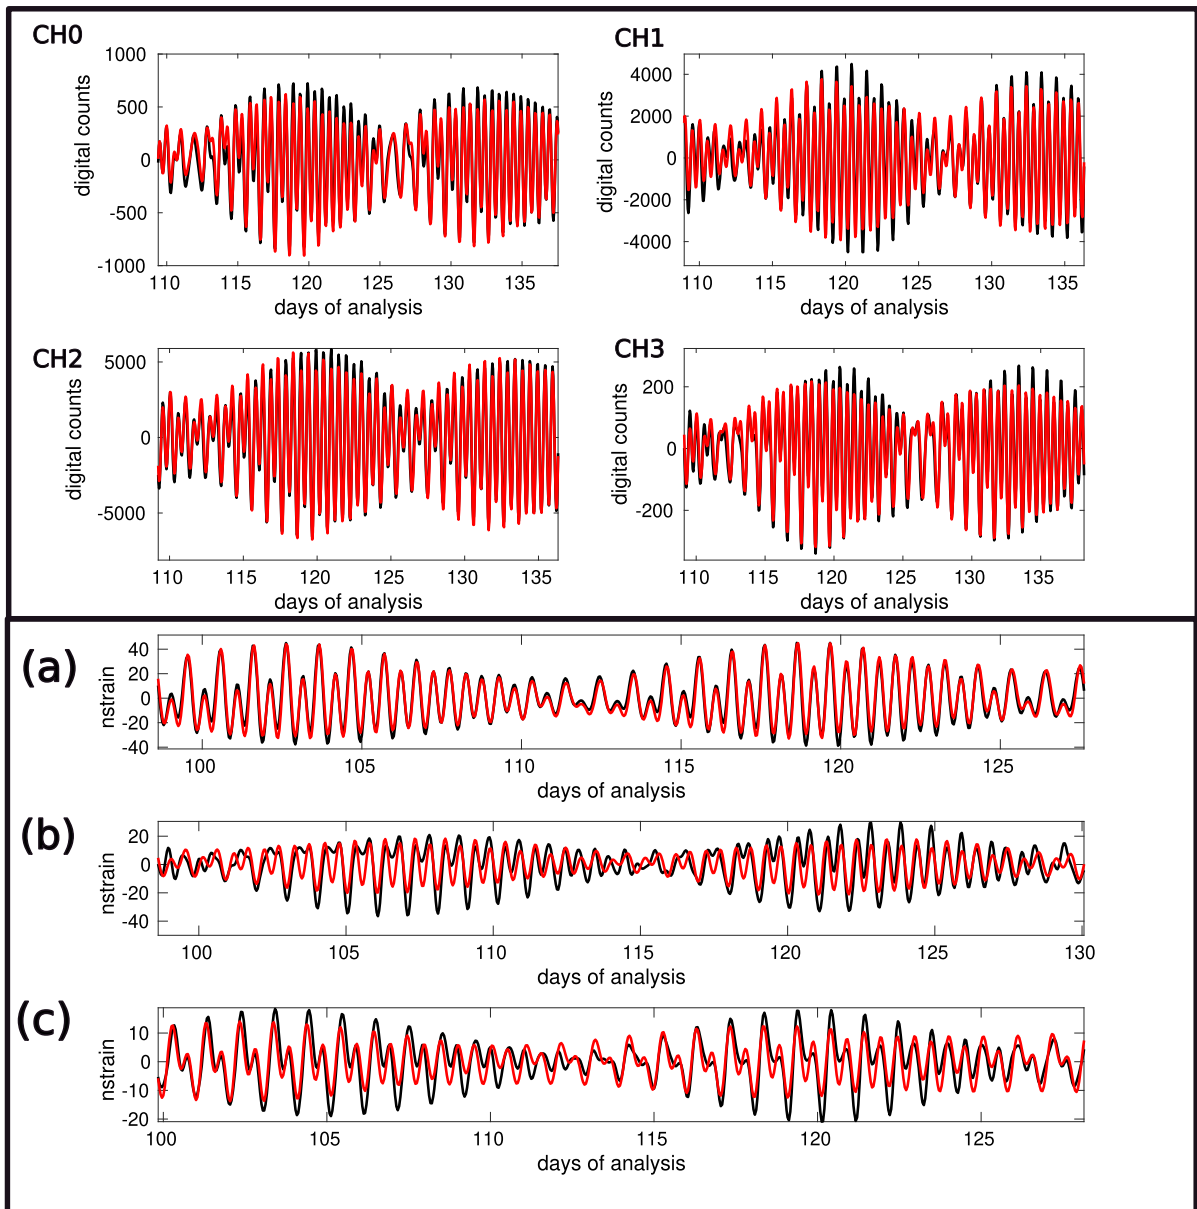 CH0
1000
500
0
-500
-1000
digital counts
110 115 120 125 130 135
days of analysis
CH1
4000
2000
0
-2000
-4000
digital counts
110 115 120 125 130 135
days of analysis
CH2
5000
0
-5000
digital counts
110 115 120 125 130 135
days of analysis
CH3
200
0
-200
digital counts
110 115 120 125 130 135
days of analysis
(a)
40
20
0
-20
-40
nstrain
100 105 110 115 120 125
days of analysis
(b)
20
0
-20
-40
nstrain
100 105 110 115 120 125 130
days of analysis
(c)
10
0
-10
-20
nstrain
100 105 110 115 120 125
days of analysis